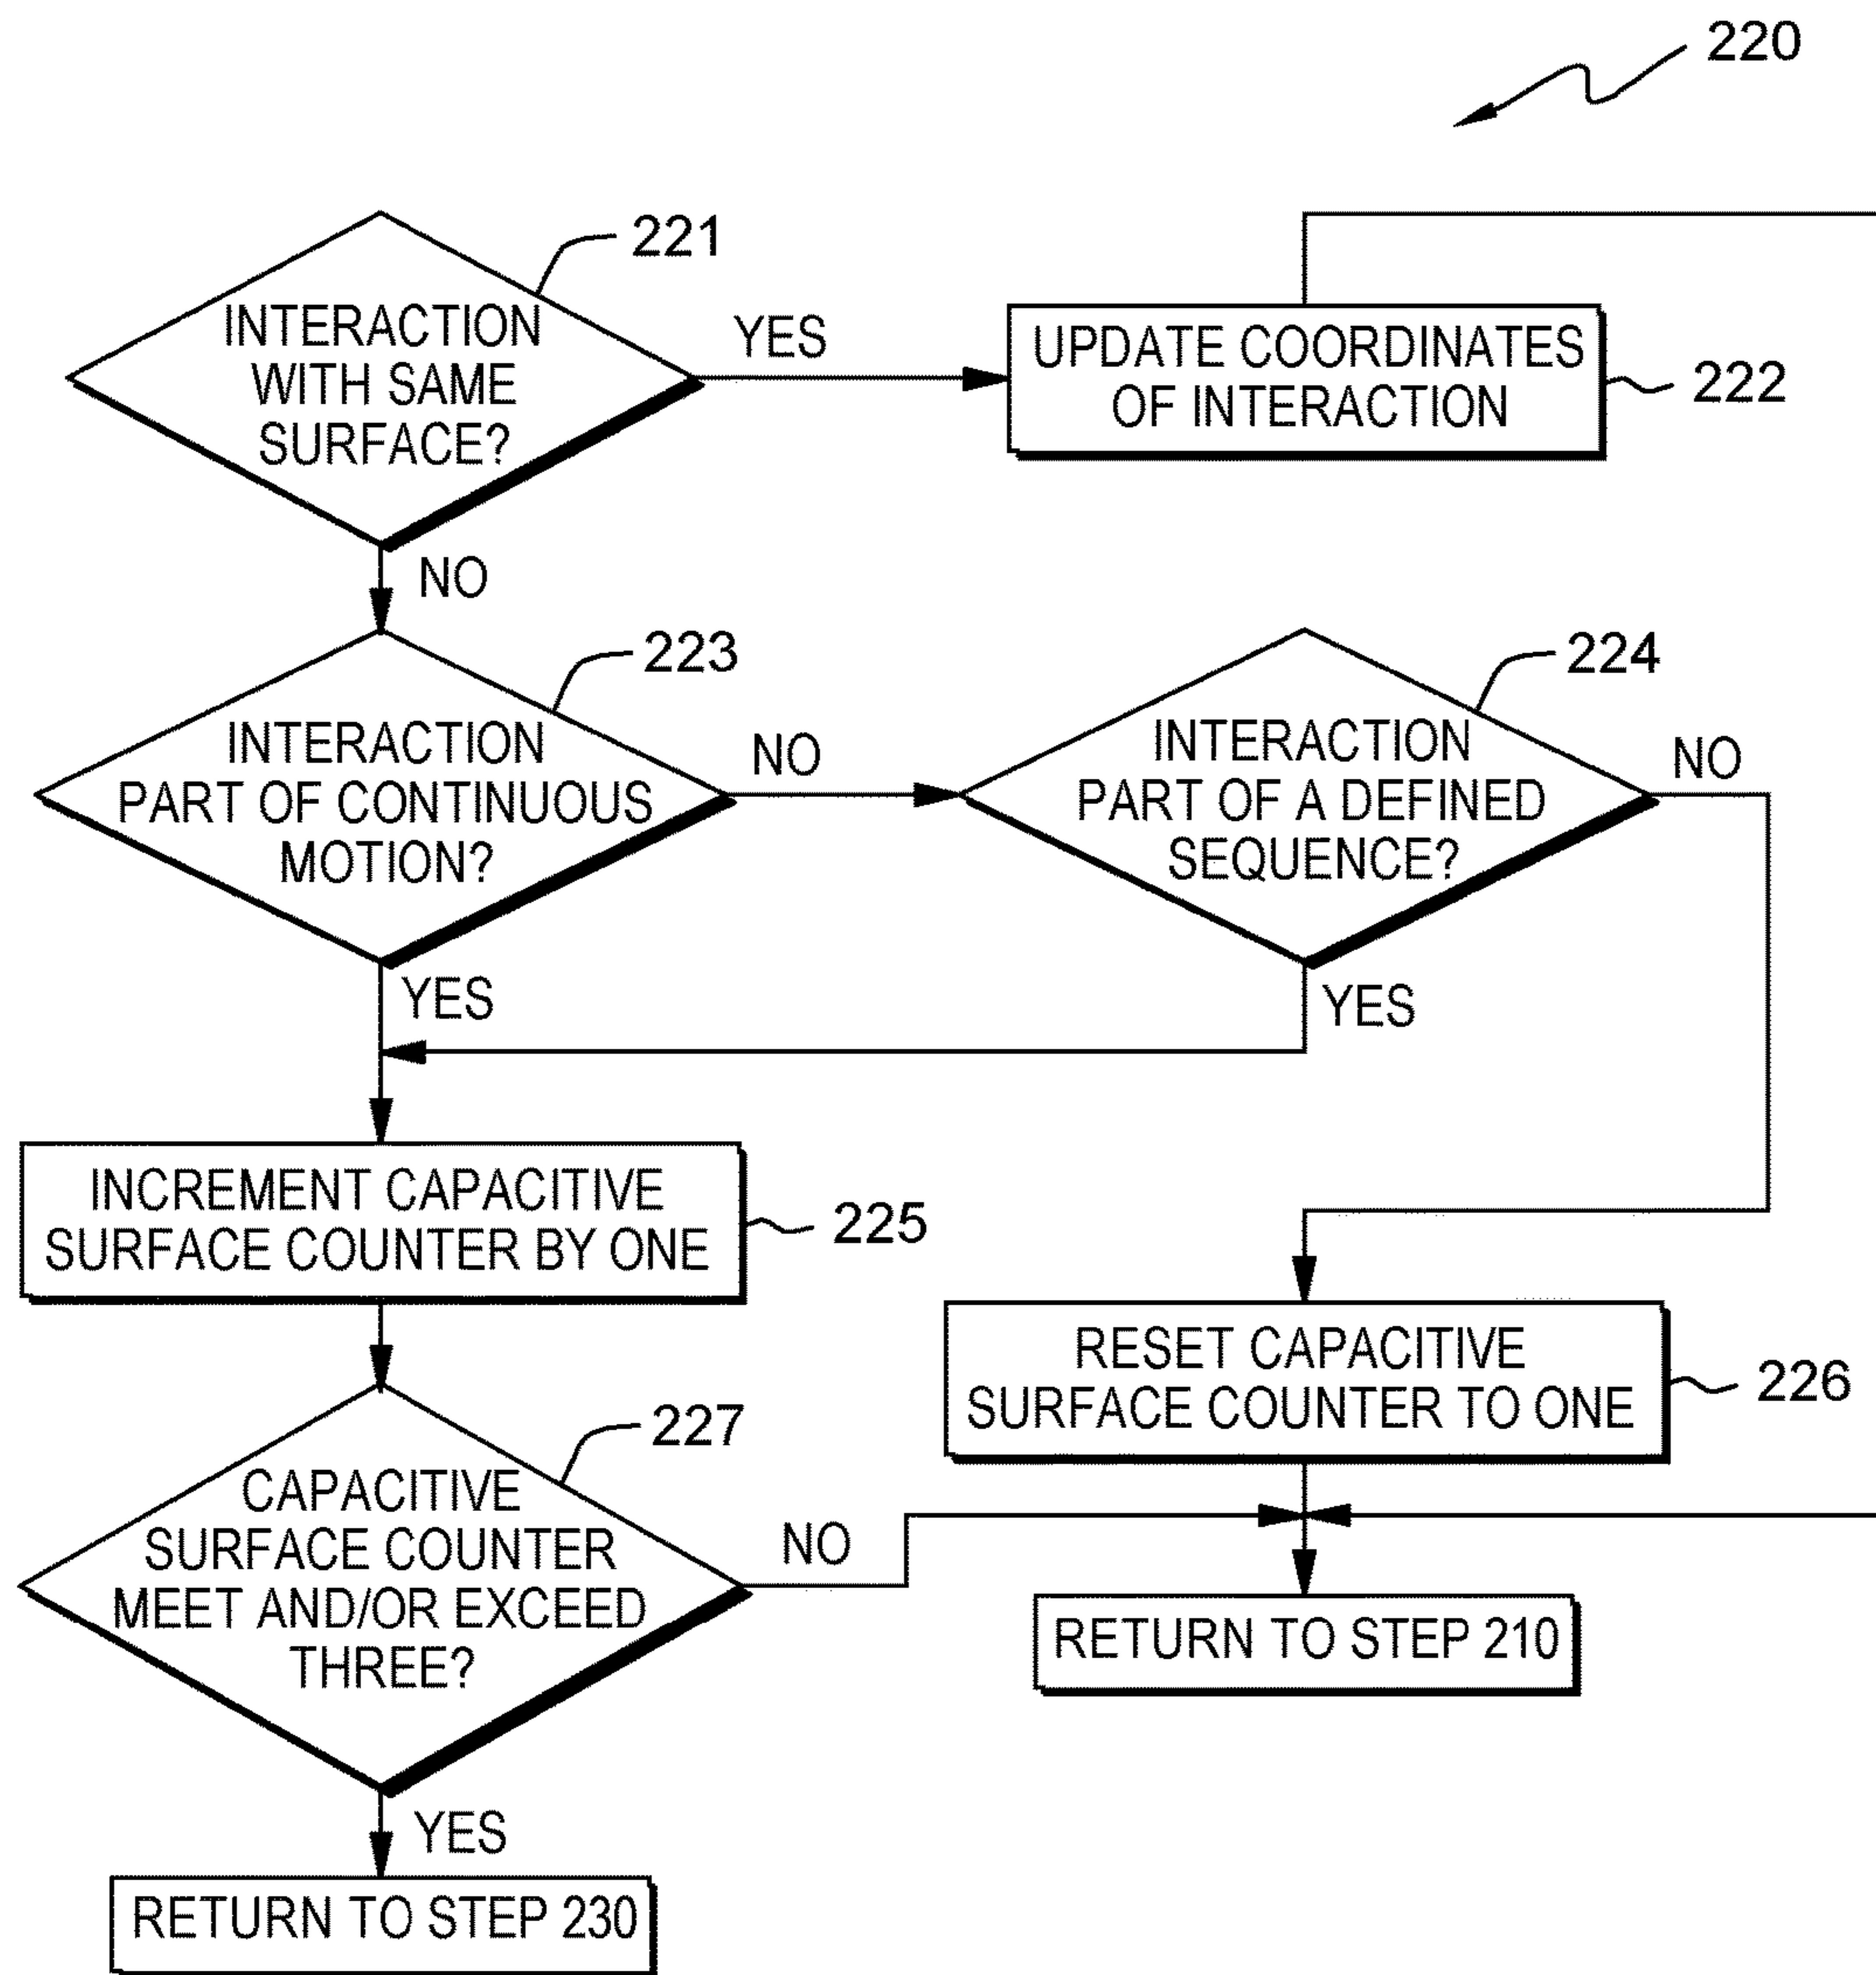 220
221
INTERACTION
WITH SAME
SURFACE?
YES
UPDATE COORDINATES
OF INTERACTION
222
NO
223
INTERACTION
PART OF CONTINUOUS
MOTION?
NO
224
INTERACTION
PART OF A DEFINED
SEQUENCE?
NO
YES
YES
INCREMENT CAPACITIVE
SURFACE COUNTER BY ONE
225
RESET CAPACITIVE
SURFACE COUNTER TO ONE
226
227
CAPACITIVE
SURFACE COUNTER
MEET AND/OR EXCEED
THREE?
NO
RETURN TO STEP 210
YES
RETURN TO STEP 230